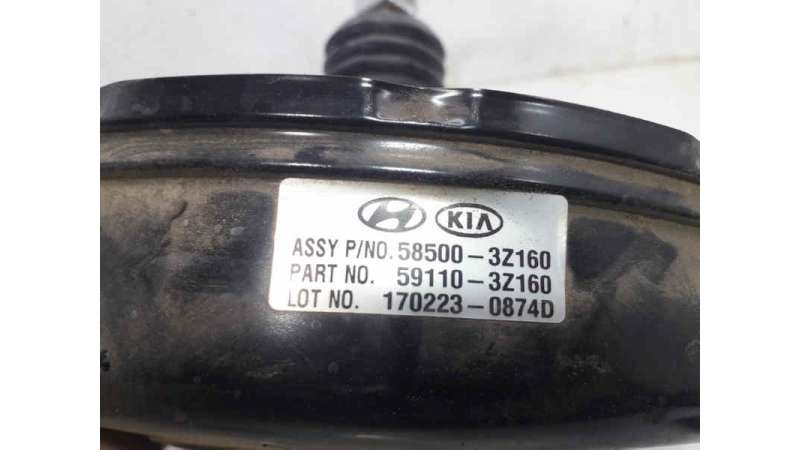 KIA
ASSY P/NO. 58500-3Z160
PART NO. 59110-3Z160
LOT NO. 170223-0874D